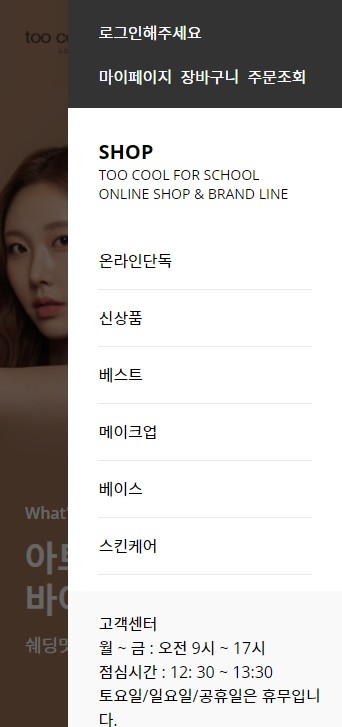 로그인해주세요
마이페이지 장바구니 주문조회
too
SHOP
TOO COOL FOR SCHOOL
ONLINE SHOP & BRAND LINE
온라인단독
신상품
베스트
메이크업
베이스
스킨케어
What'
쉐딩맛
고객센터
월 ~ 금 : 오전 9시 ~ 17시
점심시간 : 12: 30 ~ 13:30
토요일/일요일/공휴일은 휴무입니
다.